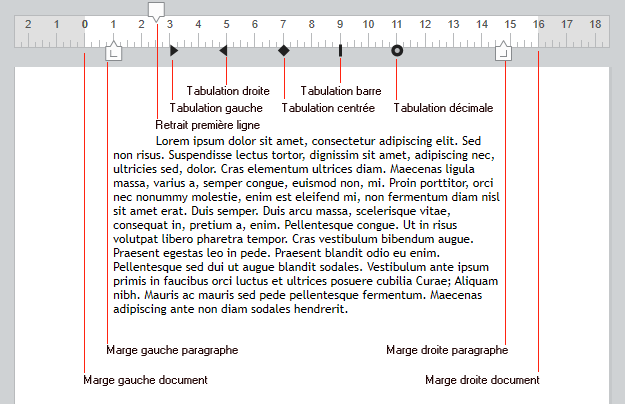 2 1 0 1 2 3 4 5 6 7 8 9 10 11 12 13 14 15 16 17 18
Tabulation droite
Tabulation barre
Tabulation gauche
Tabulation centrée
Tabulation décimale
Retrait première ligne
Lorem ipsum dolor sit amet, consectetur adipiscing elit. Sed
non risus. Suspendisse lectus tortor, dignissim sit amet, adipiscing nec,
ultricies sed, dolor. Cras elementum ultrices diam. Maecenas ligula
massa, varius a, semper congue, euismod non, mi. Proin porttitor, orci
nec nonummy molestie, enim est eleifend mi, non fermentum diam nisl
sit amet erat. Duis semper. Duis arcu massa, scelerisque vitae,
consequat in, pretium a, enim. Pellentesque congue. Ut in risus
volutpat libero pharetra tempor. Cras vestibulum bibendum augue.
Praesent egestas leo in pede. Praesent blandit odio eu enim.
Pellentesque sed dui ut augue blandit sodales. Vestibulum ante ipsum
primis in faucibus orci luctus et ultrices posuere cubilia Curae; Aliquam
nibh. Mauris ac mauris sed pede pellentesque fermentum. Maecenas
adipiscing ante non diam sodales hendrerit.
Marge gauche paragraphe
Marge droite paragraphe
Marge gauche document
Marge droite document